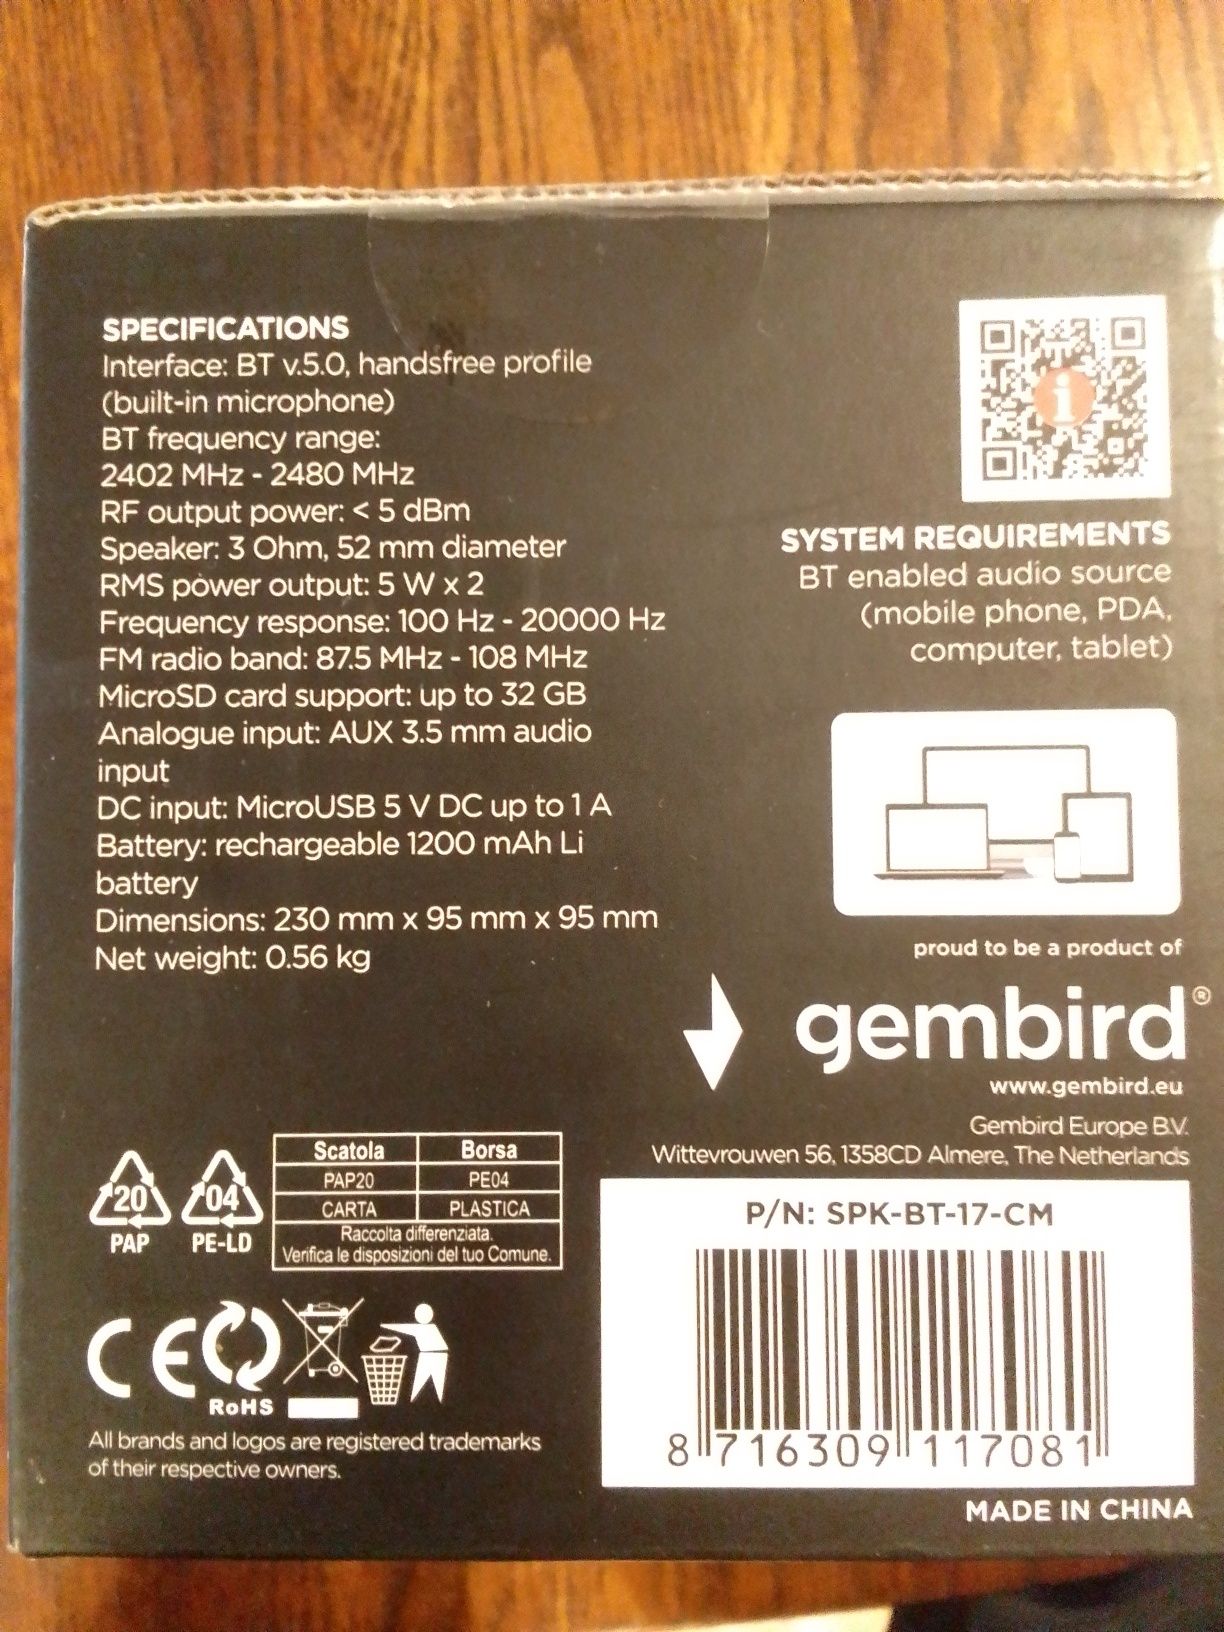 SPECIFICATIONS
Interface: BT v.5.0, handsfree profile
(built-in microphone)
BT frequency range:
2402 MHz - 2480 MHz
RF output power: < 5 dBm
Speaker: 3 Ohm, 52 mm diameter
RMS power output: 5 W x 2
Frequency response: 100 Hz - 20000 Hz
FM radio band: 87.5 MHz - 108 MHz
MicroSD card support: up to 32 GB
Analogue input: AUX 3.5 mm audio
input
DC input: MicroUSB 5 V DC up to 1 A
Battery: rechargeable 1200 mAh Li
battery
Dimensions: 230 mm x 95 mm x 95 mm
Net weight: 0.56 kg
i
SYSTEM REQUIREMENTS
BT enabled audio source
(mobile phone, PDA,
computer, tablet)
proud to be a product of
gembird®
www.gembird.eu
Gembird Europe B.V.
Wittevrouwen 56, 1358CD Almere, The Netherlands
20
PAP
04
PE-LD
Scatola Borsa
PAP20 PE04
CARTA PLASTICA
Raccolta differenziata.
Verifica le disposizioni del tuo Comune.
CE
RoHS
All brands and logos are registered trademarks
of their respective owners.
P/N: SPK-BT-17-CM
8 716309 117081
MADE IN CHINA